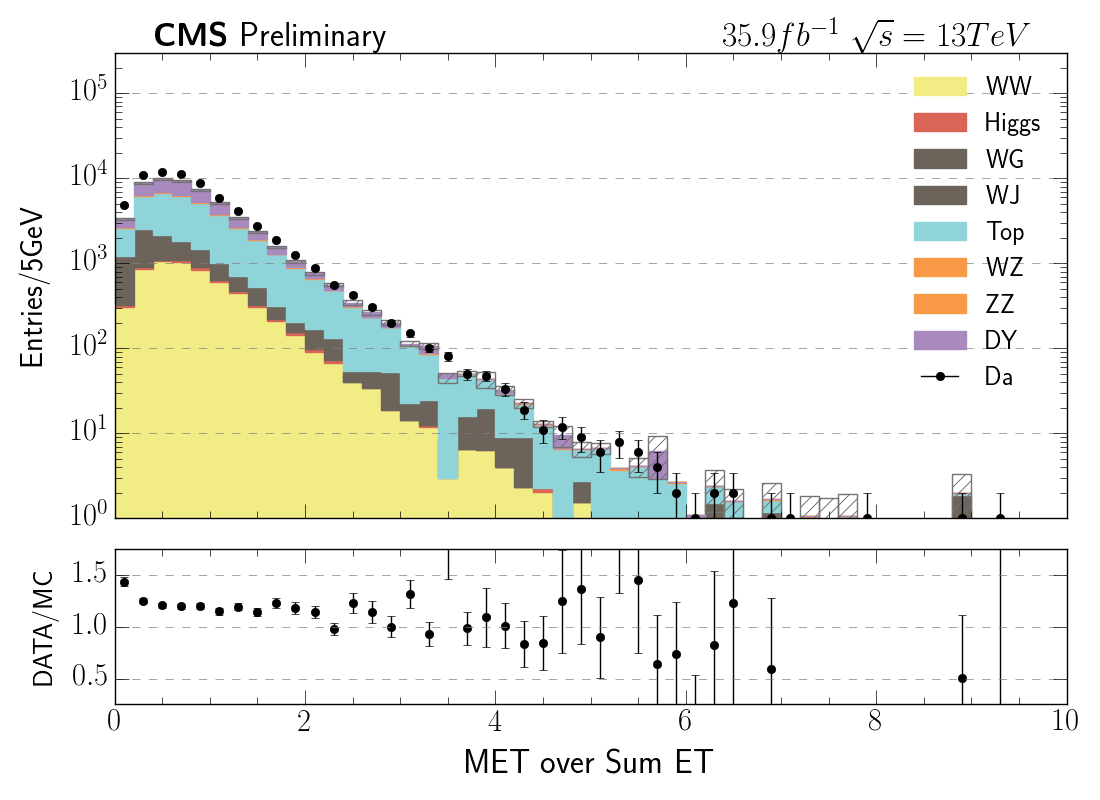 CMS Preliminary 35.9fb⁻¹ √s = 13TeV
Entries/5GeV
10⁵
10⁴
10³
10²
10¹
10⁰
WW
Higgs
WG
WJ
Top
WZ
ZZ
DY
Da
DATA/MC
1.5
1.0
0.5
0 2 4 6 8 10
MET over Sum ET